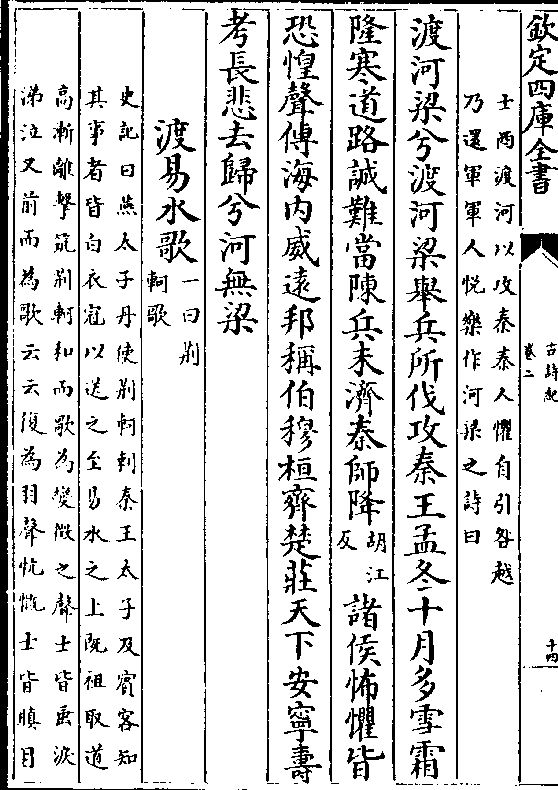 欽定四庫全書
古詩紀
卷二
十四
士西渡河以攻秦秦人懼自引咎越
乃還軍軍人悅樂作河梁之詩曰
渡河梁兮渡河梁舉兵所伐攻秦王孟冬十月多雪霜
隆寒道路誠難當陳兵未濟秦師降胡江反諸侯怖懼皆
恐惶聲傳海內威遠邦稱伯穆桓齊楚莊天下安寧壽
考長悲去歸兮河無梁
渡易水歌一曰荆軻歌
史記曰燕太子丹使荆軻刺秦王太子及賓客知
其事者皆白衣冠以送之至易水之上既祖取道
高漸離擊筑荆軻和而歌為變徵之聲士皆垂淚
涕泣又前而為歌云云復為羽聲忼慨士皆瞋目